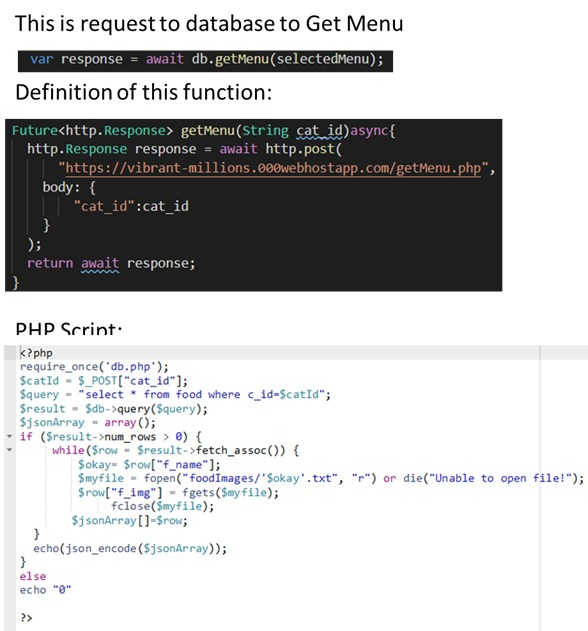 This is request to database to Get Menu
var response = await db.getMenu(selectedMenu);
Definition of this function:
Future<http.Response> getMenu(String cat_id)async{
http.Response response = await http.post(
"https://vibrant-millions.000webhostapp.com/getMenu.php",
body: {
"cat_id":cat_id
}
);
return await response;
}
PHP Script:
<?php
require_once('db.php');
$catId = $_POST["cat_id"];
$query = "select * from food where c_id=$catId";
$result = $db->query($query);
$jsonArray = array();
if ($result->num_rows > 0) {
while($row = $result->fetch_assoc()) {
$okay= $row["f_name"];
$myfile = fopen("foodImages/'$okay'.txt", "r") or die("Unable to open file!");
$row["f_img"] = fgets($myfile);
fclose($myfile);
$jsonArray[]=$row;
}
echo(json_encode($jsonArray));
}
else
echo "0"
?>